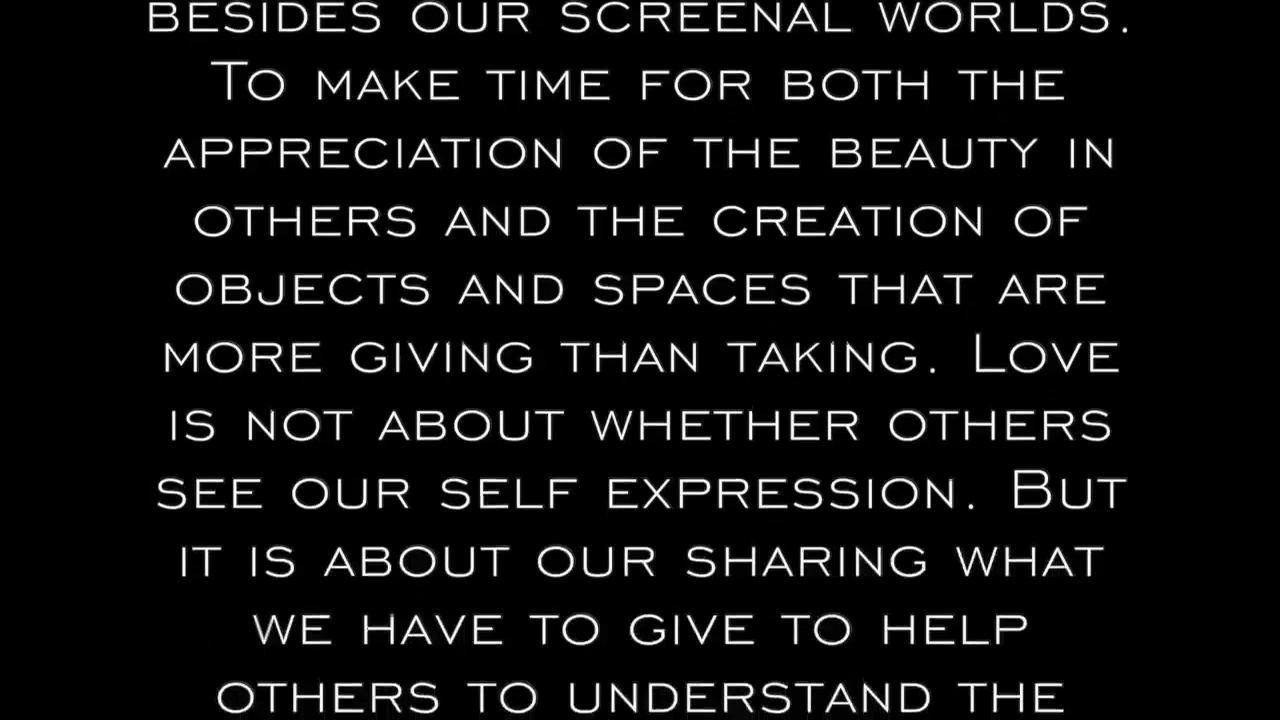 BESIDES OUR SCREENAL WORLDS.
TO MAKE TIME FOR BOTH THE
APPRECIATION OF THE BEAUTY IN
OTHERS AND THE CREATION OF
OBJECTS AND SPACES THAT ARE
MORE GIVING THAN TAKING. LOVE
IS NOT ABOUT WHETHER OTHERS
SEE OUR SELF EXPRESSION. BUT
IT IS ABOUT OUR SHARING WHAT
WE HAVE TO GIVE TO HELP
OTHERS TO UNDERSTAND THE